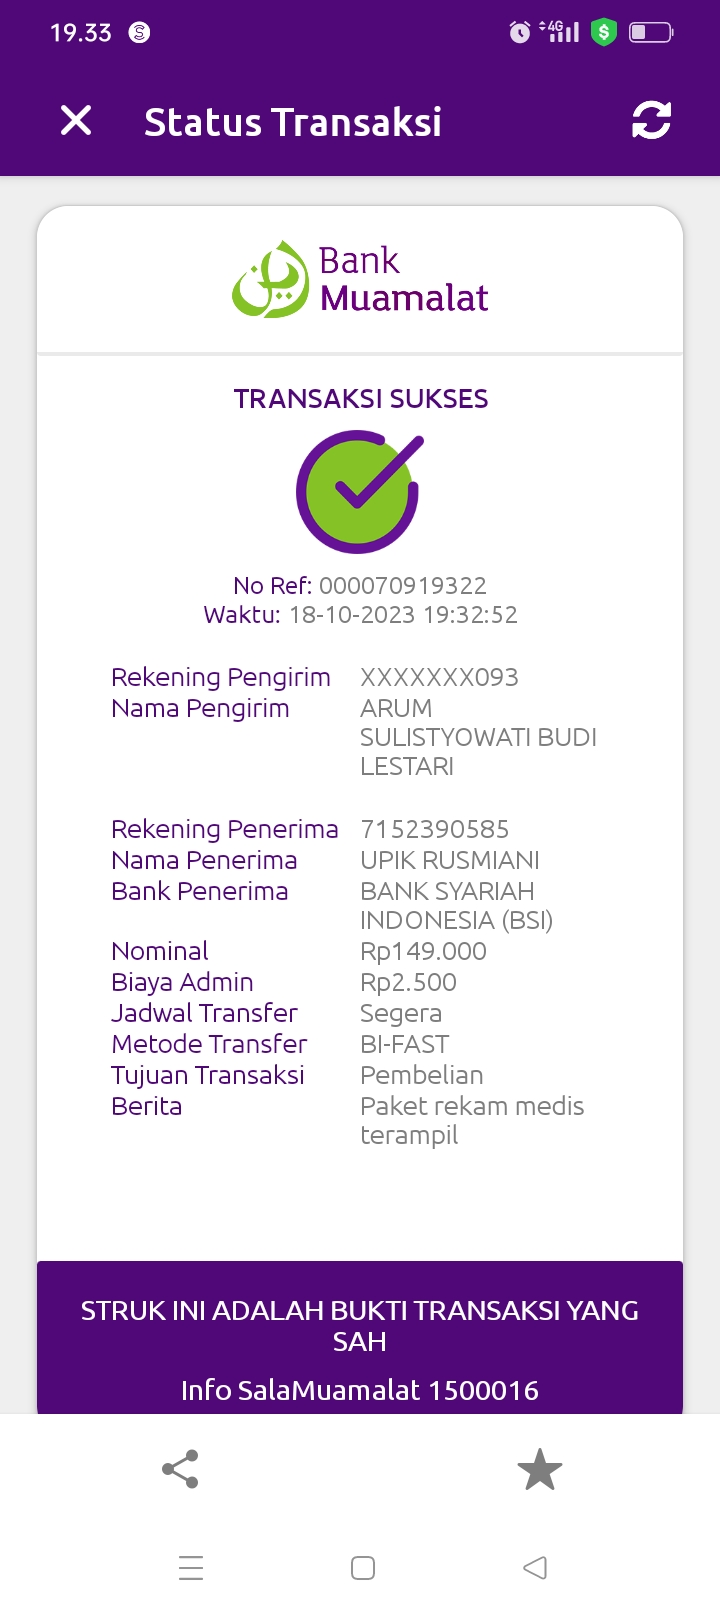 19.33
4G
Status Transaksi
Bank
Muamalat
TRANSAKSI SUKSES
No Ref: 000070919322
Waktu: 18-10-2023 19:32:52
Rekening Pengirim XXXXXXX093
Nama Pengirim ARUM
SULISTYOWATI BUDI
LESTARI
Rekening Penerima 7152390585
Nama Penerima UPIK RUSMIANI
Bank Penerima BANK SYARIAH
INDONESIA (BSI)
Nominal Rp149.000
Biaya Admin Rp2.500
Jadwal Transfer Segera
Metode Transfer BI-FAST
Tujuan Transaksi Pembelian
Berita Paket rekam medis
terampil
STRUK INI ADALAH BUKTI TRANSAKSI YANG
SAH
Info SalaMuamalat 1500016